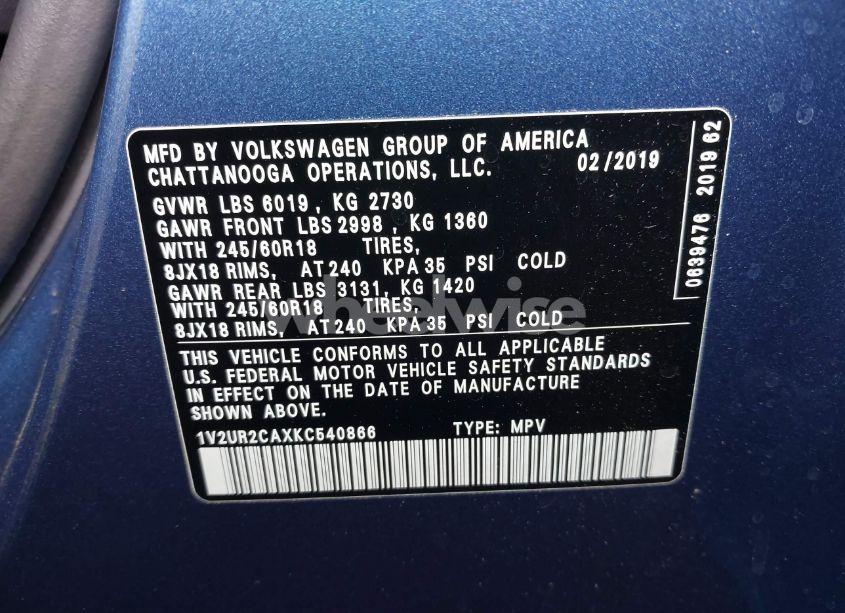 MFD BY VOLKSWAGEN GROUP OF AMERICA
CHATTANOOGA OPERATIONS, LLC. 02/2019
GVWR LBS 6019 , KG 2730
GAWR FRONT LBS 2998 , KG 1360
WITH 245/60R18 TIRES,
8JX18 RIMS, AT 240 KPA 35 PSI COLD
GAWR REAR LBS 3131, KG 1420
WITH 245/60R18 TIRES,
8JX18 RIMS, AT 240 KPA 35 PSI COLD
THIS VEHICLE CONFORMS TO ALL APPLICABLE
U.S. FEDERAL MOTOR VEHICLE SAFETY STANDARDS
IN EFFECT ON THE DATE OF MANUFACTURE
SHOWN ABOVE.
1V2UR2CAXKC540866 TYPE: MPV
0639476 2019 62
wheelwise